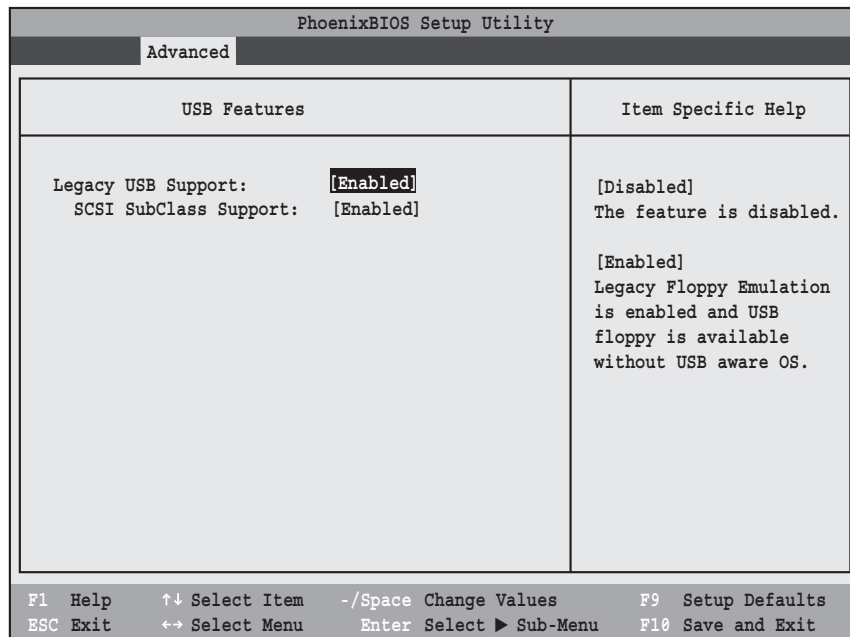 PhoenixBIOS Setup Utility
Advanced
USB Features
Legacy USB Support: [Enabled]
SCSI SubClass Support: [Enabled]
Item Specific Help
[Disabled]
The feature is disabled.
[Enabled]
Legacy Floppy Emulation
is enabled and USB
floppy is available
without USB aware OS.
F1 Help ↑↓ Select Item -/Space Change Values F9 Setup Defaults
ESC Exit ←→ Select Menu Enter Select ▶ Sub-Menu F10 Save and Exit